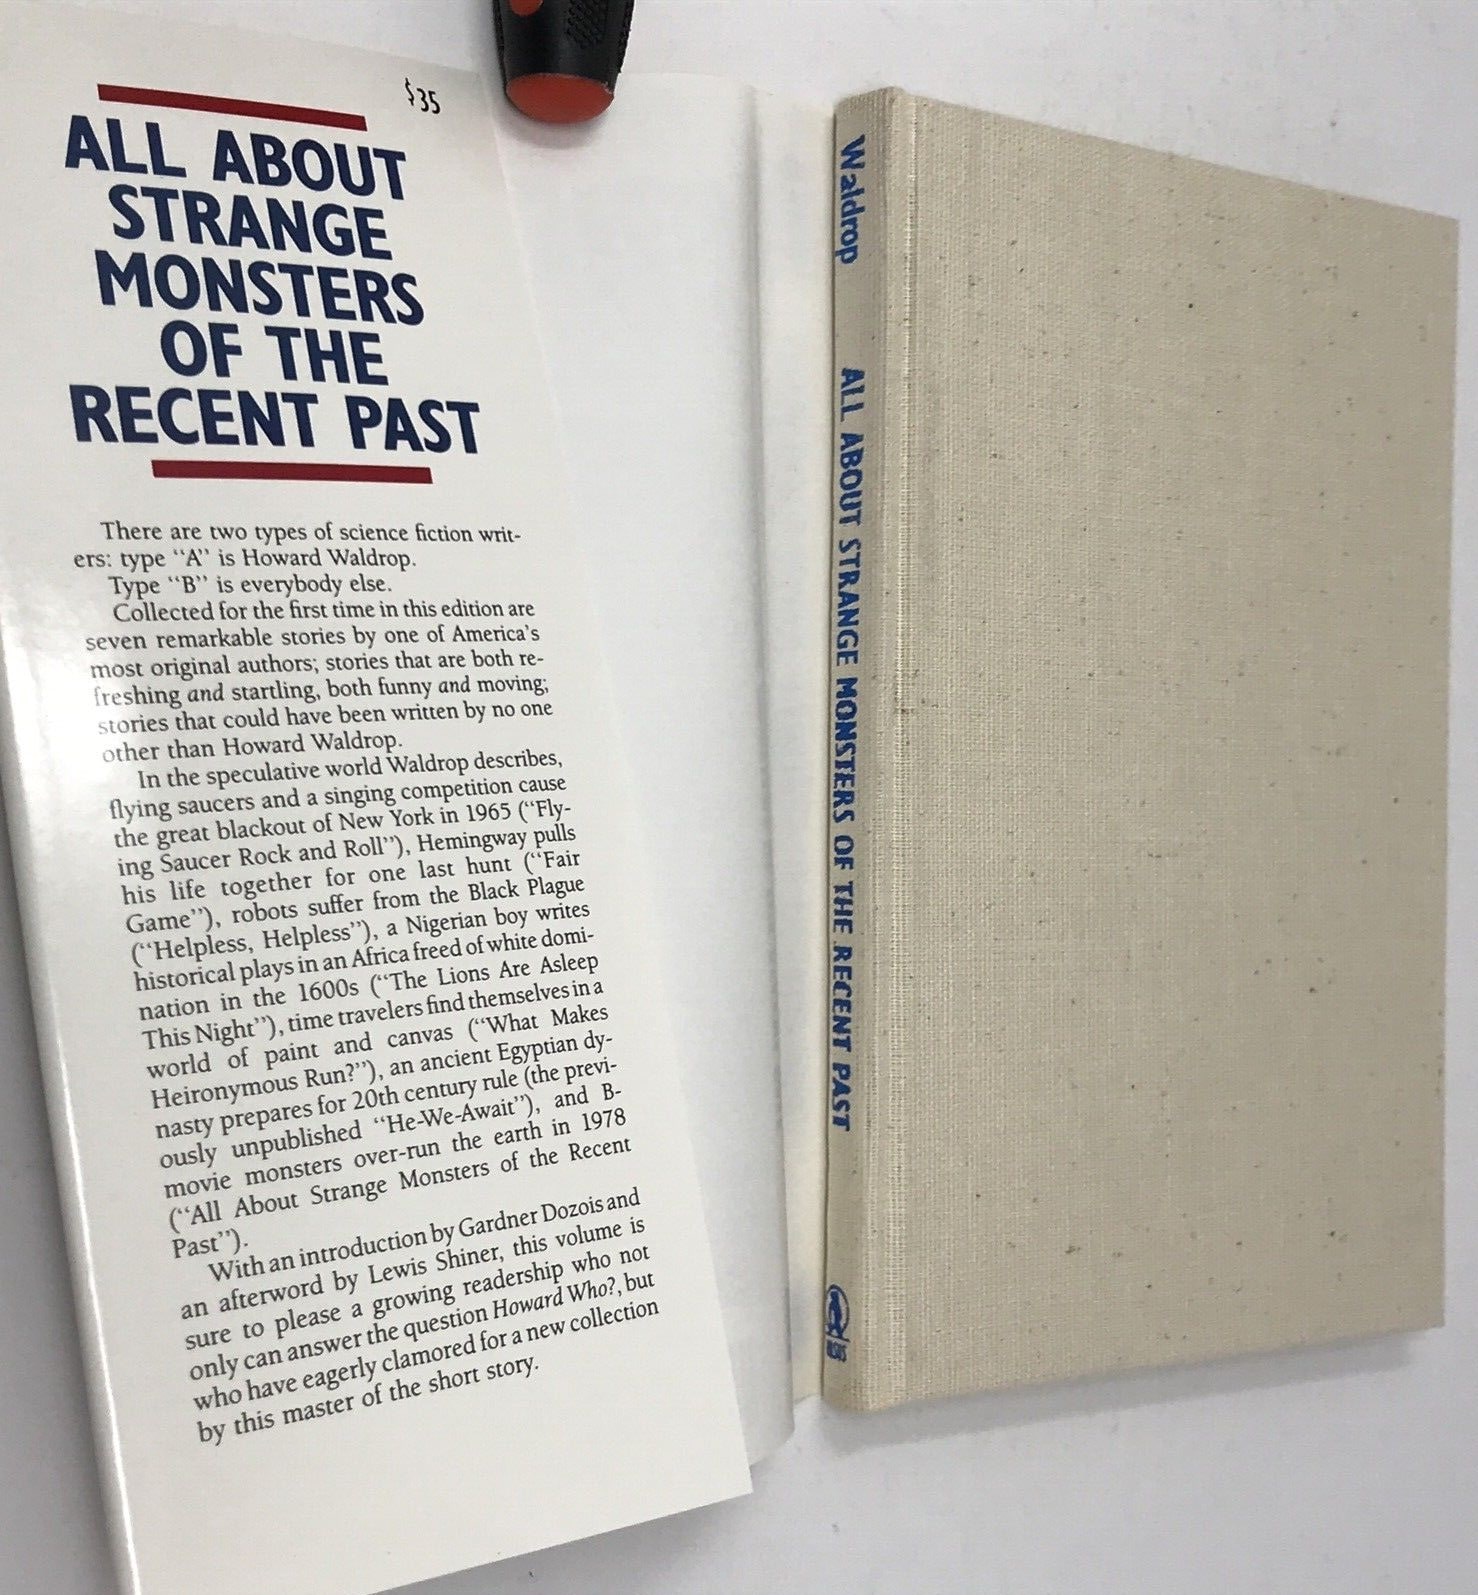 $35
ALL ABOUT
STRANGE
MONSTERS
OF THE
RECENT PAST
There are two types of science fiction writ-
ers: type “A” is Howard Waldrop.
Type “B” is everybody else.
Collected for the first time in this edition are
seven remarkable stories by one of America’s
most original authors; stories that are both re-
freshing and startling, both funny and moving;
stories that could have been written by no one
other than Howard Waldrop.
In the speculative world Waldrop describes,
flying saucers and a singing competition cause
the great blackout of New York in 1965 (“Fly-
ing Saucer Rock and Roll”), Hemingway pulls
his life together for one last hunt (“Fair
Game”), robots suffer from the Black Plague
(“Helpless, Helpless”), a Nigerian boy writes
historical plays in an Africa freed of white domi-
nation in the 1600s (“The Lions Are Asleep
This Night”), time travelers find themselves in a
world of paint and canvas (“What Makes
Heironymous Run?”), an ancient Egyptian dy-
nasty prepares for 20th century rule (the previ-
ously unpublished “He-We-Await”), and B-
movie monsters over-run the earth in 1978
(“All About Strange Monsters of the Recent
Past”).
With an introduction by Gardner Dozois and
an afterword by Lewis Shiner, this volume is
sure to please a growing readership who not
only can answer the question Howard Who?, but
who have eagerly clamored for a new collection
by this master of the short story.
Waldrop
ALL ABOUT STRANGE MONSTERS OF THE RECENT PAST